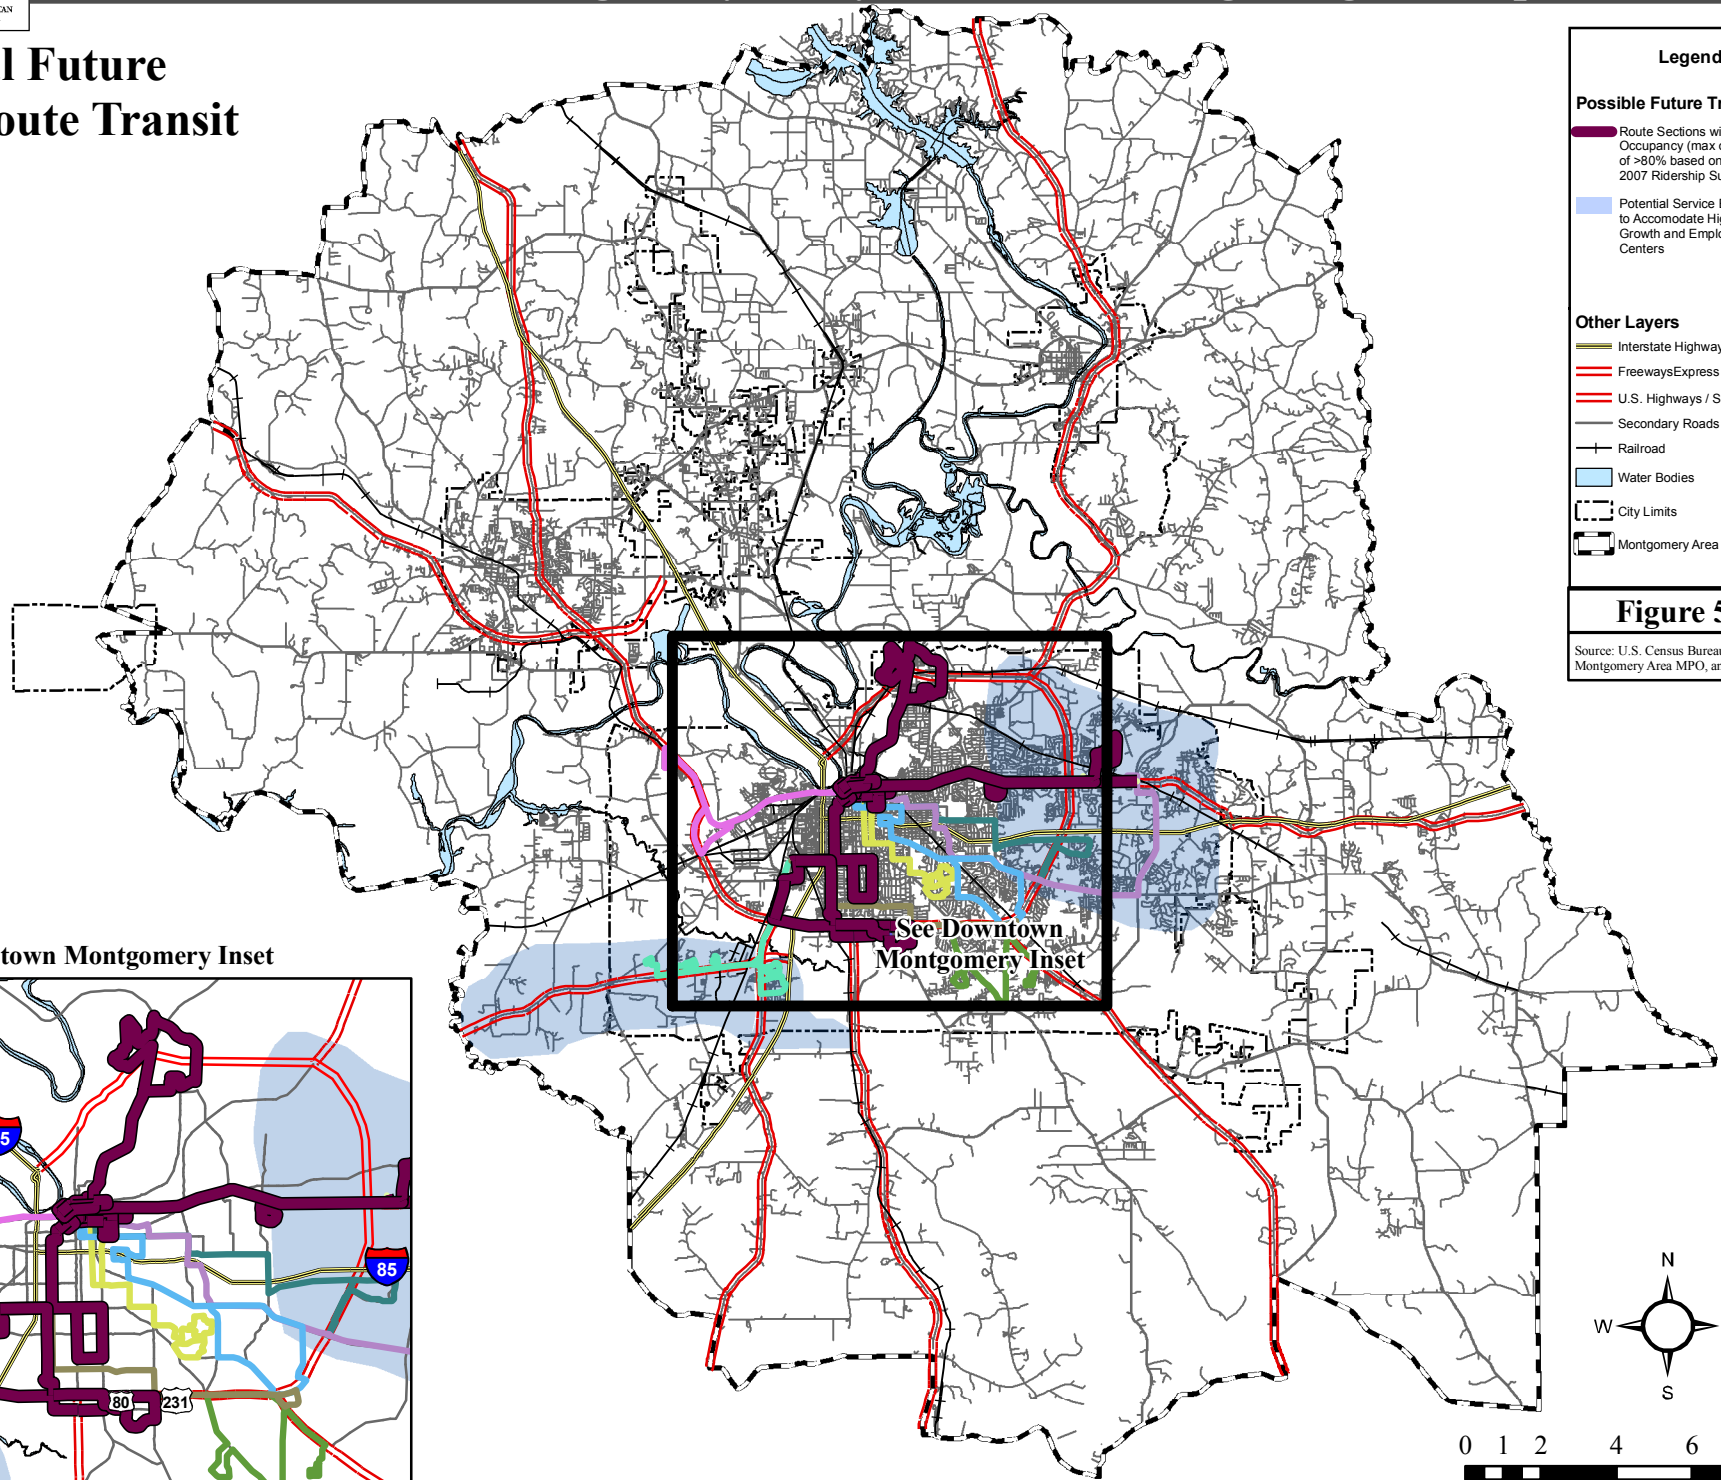 l Future
oute Transit
Legend
Possible Future Tr
Route Sections wi
Occupancy (max
of >80% based on
2007 Ridership Su
Potential Service
to Accomodate Hi
Growth and Emplo
Centers
Other Layers
Interstate Highway
FreewaysExpress
U.S. Highways / S
Secondary Roads
Railroad
Water Bodies
City Limits
Montgomery Area
Figure 5
Source: U.S. Census Bureau
Montgomery Area MPO, an
See Downtown
Montgomery Inset
town Montgomery Inset
5
85
80
231
N
W
S
0 1 2 4 6